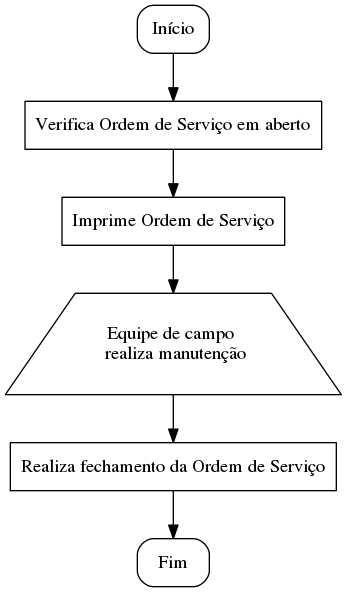 Início
Verifica Ordem de Serviço em aberto
Imprime Ordem de Serviço
Equipe de campo
realiza manutenção
Realiza fechamento da Ordem de Serviço
Fim